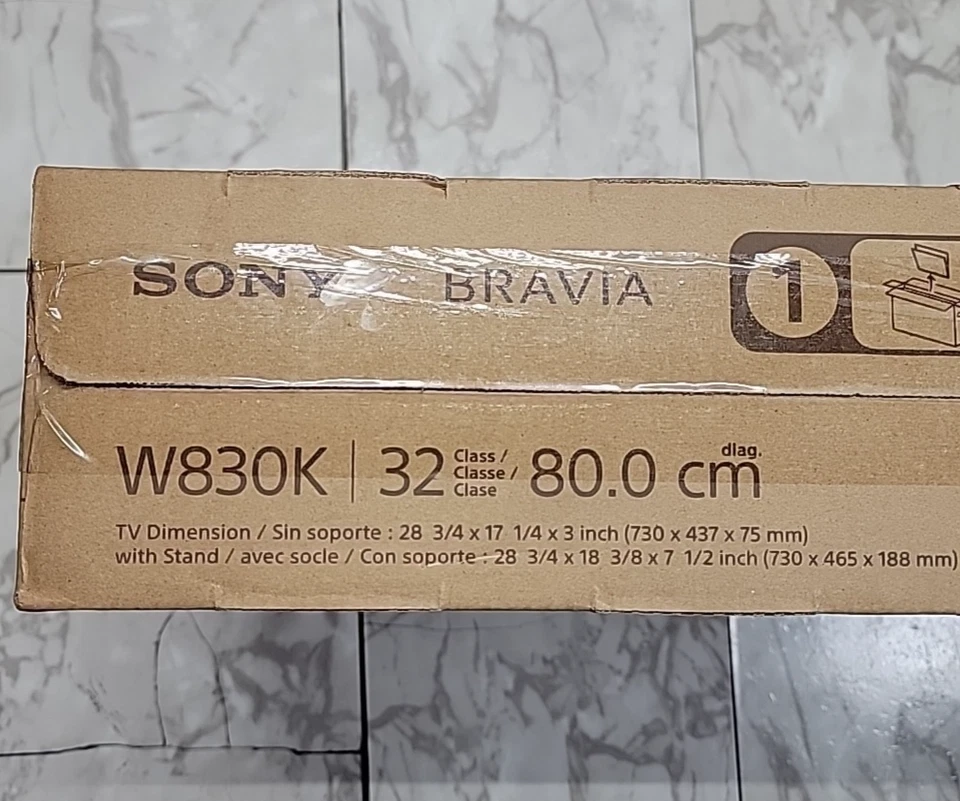 SONY BRAVIA 1
W830K | 32 Class / Classe / Clase 80.0 cm diag.
TV Dimension / Sin soporte : 28 3/4 x 17 1/4 x 3 inch (730 x 437 x 75 mm)
with Stand / avec socle / Con soporte : 28 3/4 x 18 3/8 x 7 1/2 inch (730 x 465 x 188 mm)